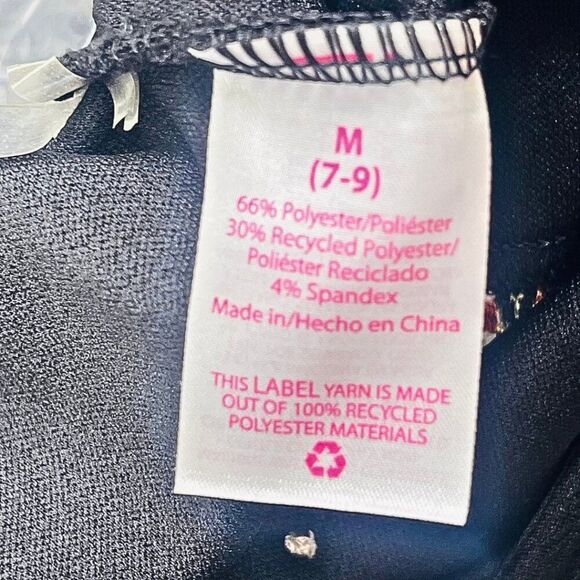 M
(7-9)
66% Polyester/Poliéster
30% Recycled Polyester/
Poliéster Reciclado
4% Spandex
Made in/Hecho en China
THIS LABEL YARN IS MADE
OUT OF 100% RECYCLED
POLYESTER MATERIALS